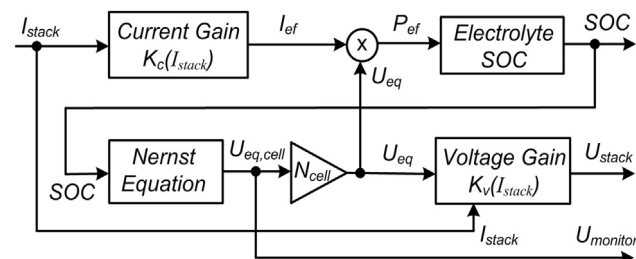 I_stack
Current Gain
K_c(I_stack)
I_ef
x
P_ef
Electrolyte
SOC
SOC
U_eq
SOC
Nernst
Equation
U_eq,cell
N_cell
U_eq
Voltage Gain
K_v(I_stack)
U_stack
I_stack
U_monitor